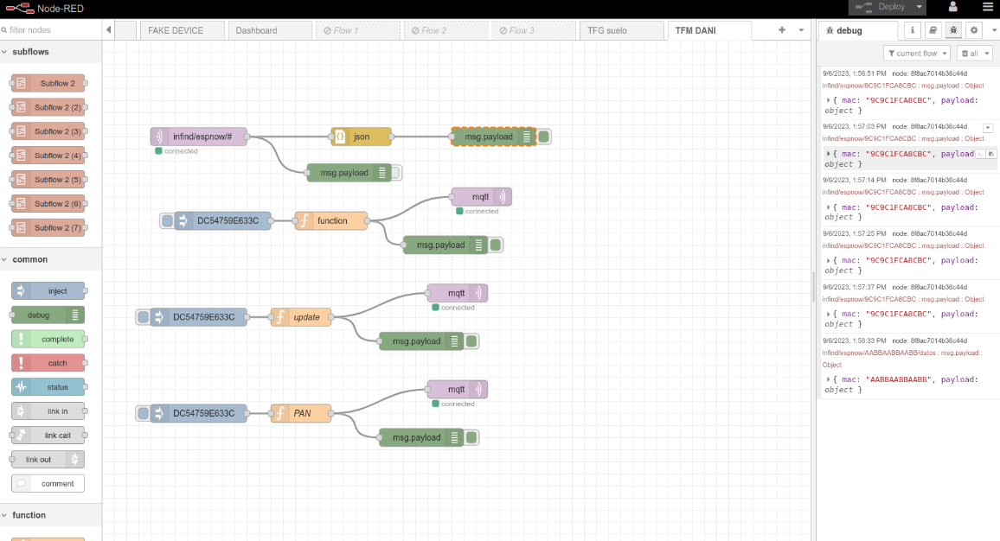 Node-RED
Deploy
filter nodes
FAKE DEVICE
Dashboard
Flow 1
Flow 2
Flow 3
TFG suelo
TFM DANI
debug
current flow
all
subflows
Subflow 2
Subflow 2 (2)
Subflow 2 (3)
Subflow 2 (4)
Subflow 2 (5)
Subflow 2 (6)
Subflow 2 (7)
common
inject
debug
complete
catch
status
link in
link call
link out
comment
function
infind/espnow/#
json
msg.payload
connected
msg.payload
mqtt
connected
DC54759E633C
function
msg.payload
mqtt
connected
DC54759E633C
update
msg.payload
mqtt
connected
DC54759E633C
PAN
msg.payload
9/6/2023, 1:56:51 PM node: 8f8ac7014b36c44d
infind/espnow/9C9C1FCA8CBC : msg.payload : Object
{ mac: "9C9C1FCA8CBC", payload:
object }
9/6/2023, 1:57:03 PM node: 8f8ac7014b36c44d
infind/espnow/9C9C1FCA8CBC : msg.payload : Object
{ mac: "9C9C1FCA8CBC", payload
object }
9/6/2023, 1:57:14 PM node: 8f8ac7014b36c44d
infind/espnow/9C9C1FCA8CBC : msg.payload : Object
{ mac: "9C9C1FCA8CBC", payload:
object }
9/6/2023, 1:57:25 PM node: 8f8ac7014b36c44d
infind/espnow/9C9C1FCA8CBC : msg.payload : Object
{ mac: "9C9C1FCA8CBC", payload:
object }
9/6/2023, 1:57:37 PM node: 8f8ac7014b36c44d
infind/espnow/9C9C1FCA8CBC : msg.payload : Object
{ mac: "9C9C1FCA8CBC", payload:
object }
9/6/2023, 1:58:33 PM node: 8f8ac7014b36c44d
infind/espnow/AABBAABBAABB/datos : msg.payload :
Object
{ mac: "AABBAABBAABB", payload:
object }